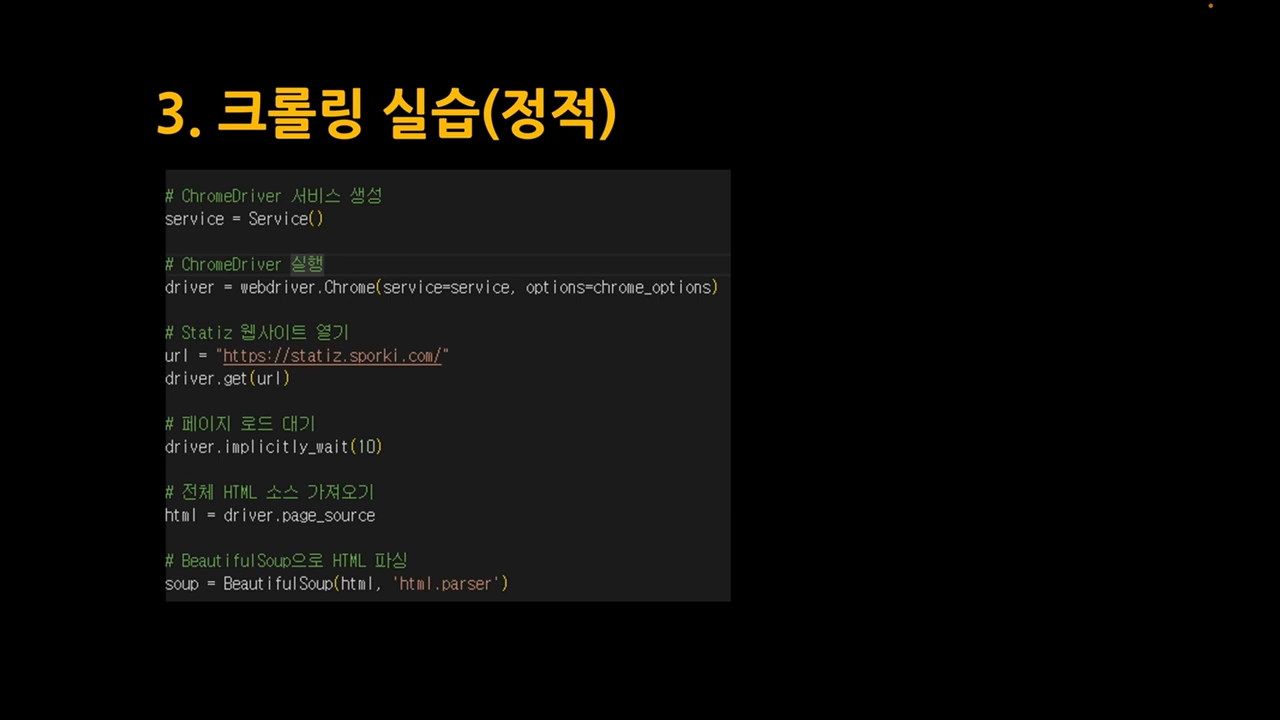 3. 크롤링 실습(정적)
# ChromeDriver 서비스 생성
service = Service()
# ChromeDriver 실행
driver = webdriver.Chrome(service=service, options=chrome_options)
# Statiz 웹사이트 열기
url = "https://statiz.sporki.com/"
driver.get(url)
# 페이지 로드 대기
driver.implicitly_wait(10)
# 전체 HTML 소스 가져오기
html = driver.page_source
# BeautifulSoup으로 HTML 파싱
soup = BeautifulSoup(html, 'html.parser')